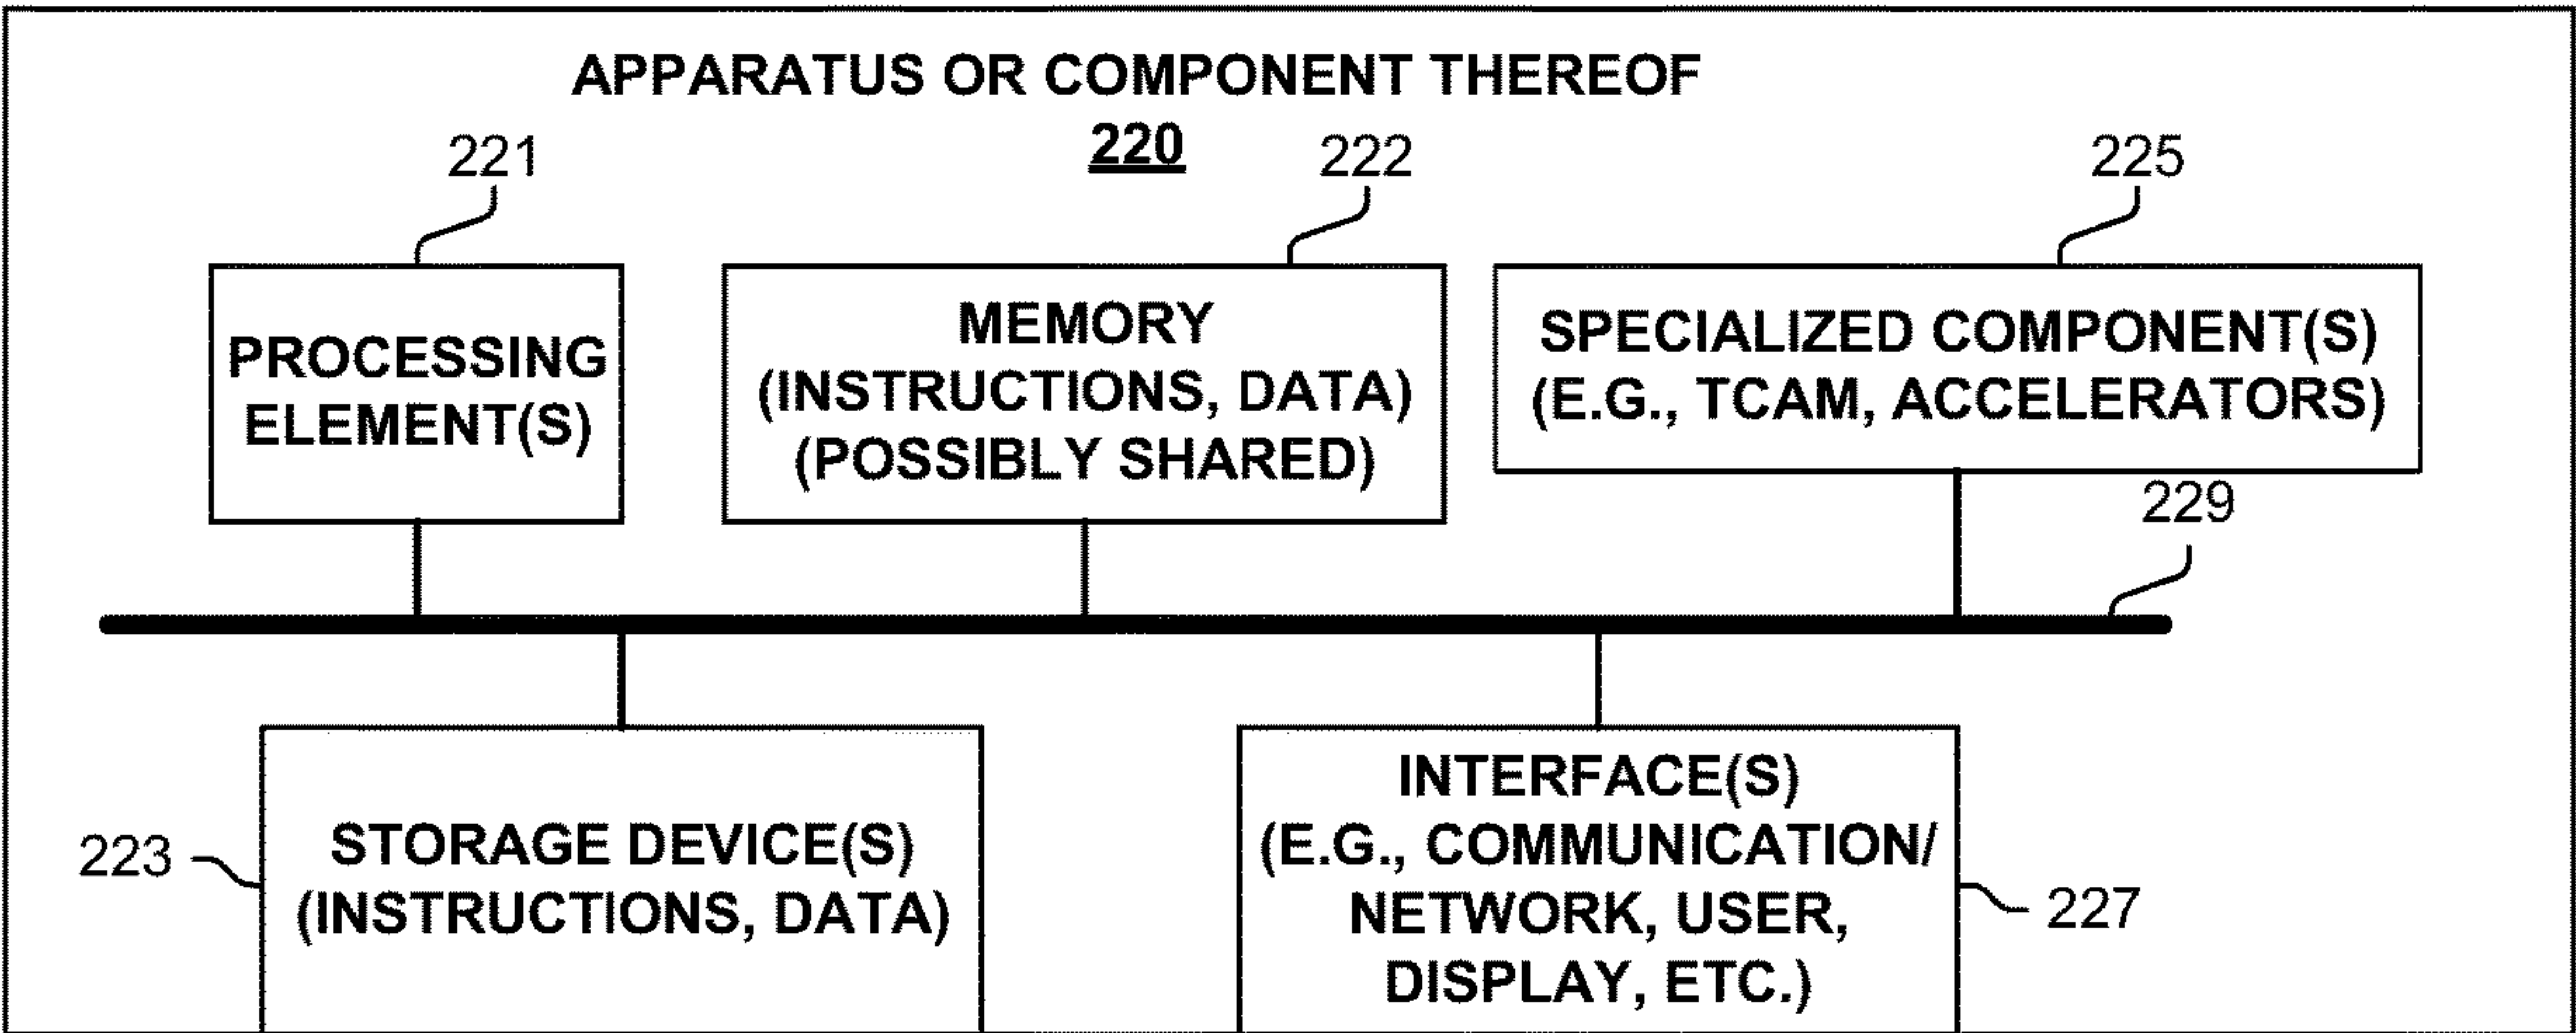 APPARATUS OR COMPONENT THEREOF
220
221
222
225
PROCESSING
ELEMENT(S)
MEMORY
(INSTRUCTIONS, DATA)
(POSSIBLY SHARED)
SPECIALIZED COMPONENT(S)
(E.G., TCAM, ACCELERATORS)
229
223
STORAGE DEVICE(S)
(INSTRUCTIONS, DATA)
INTERFACE(S)
(E.G., COMMUNICATION/
NETWORK, USER,
DISPLAY, ETC.)
227